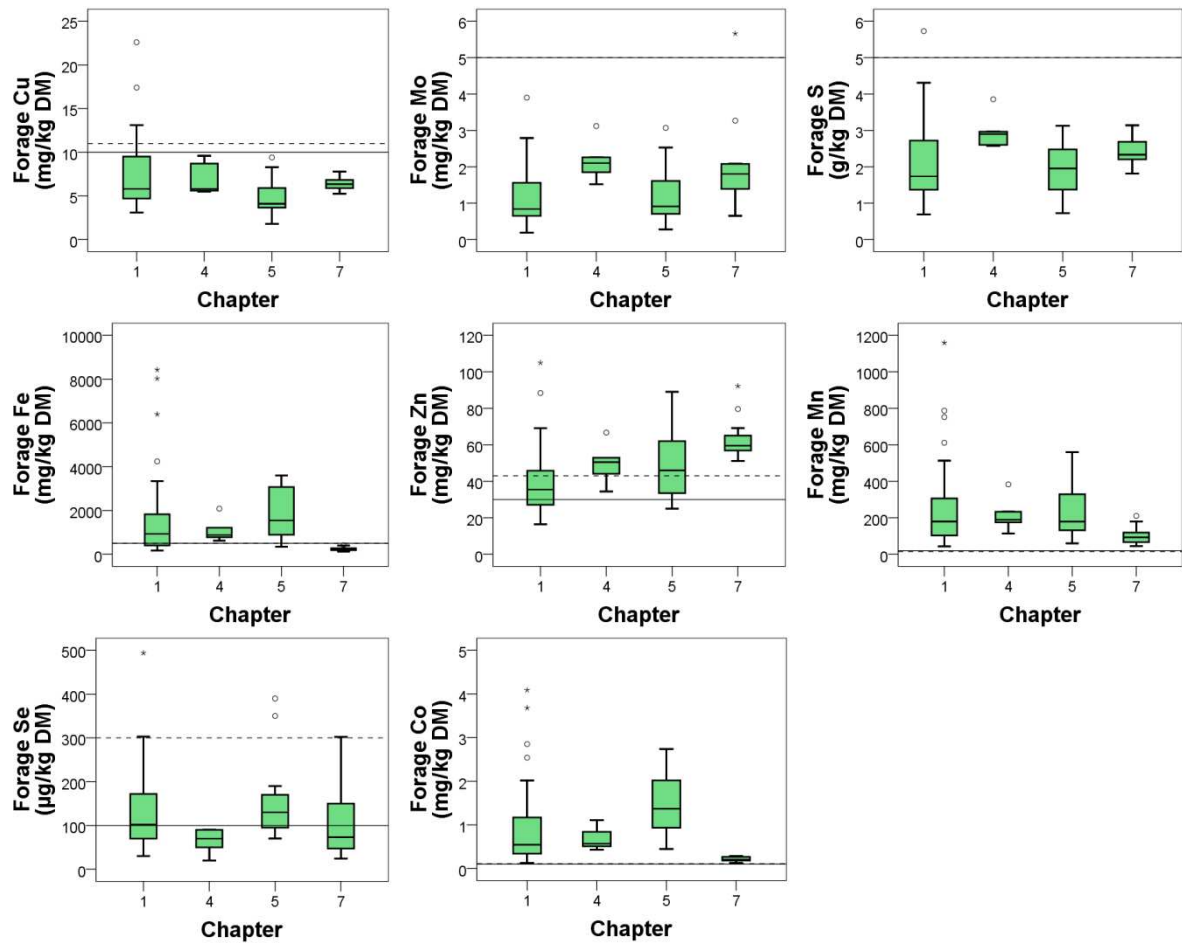 Forage Cu
(mg/kg DM)
25
20
15
10
5
0
1 4 5 7
Chapter
Forage Mo
(mg/kg DM)
6
5
4
3
2
1
0
1 4 5 7
Chapter
Forage S
(g/kg DM)
6
5
4
3
2
1
0
1 4 5 7
Chapter
Forage Fe
(mg/kg DM)
10000
8000
6000
4000
2000
0
1 4 5 7
Chapter
Forage Zn
(mg/kg DM)
120
100
80
60
40
20
0
1 4 5 7
Chapter
Forage Mn
(mg/kg DM)
1200
1000
800
600
400
200
0
1 4 5 7
Chapter
Forage Se
(µg/kg DM)
500
400
300
200
100
0
1 4 5 7
Chapter
Forage Co
(mg/kg DM)
5
4
3
2
1
0
1 4 5 7
Chapter